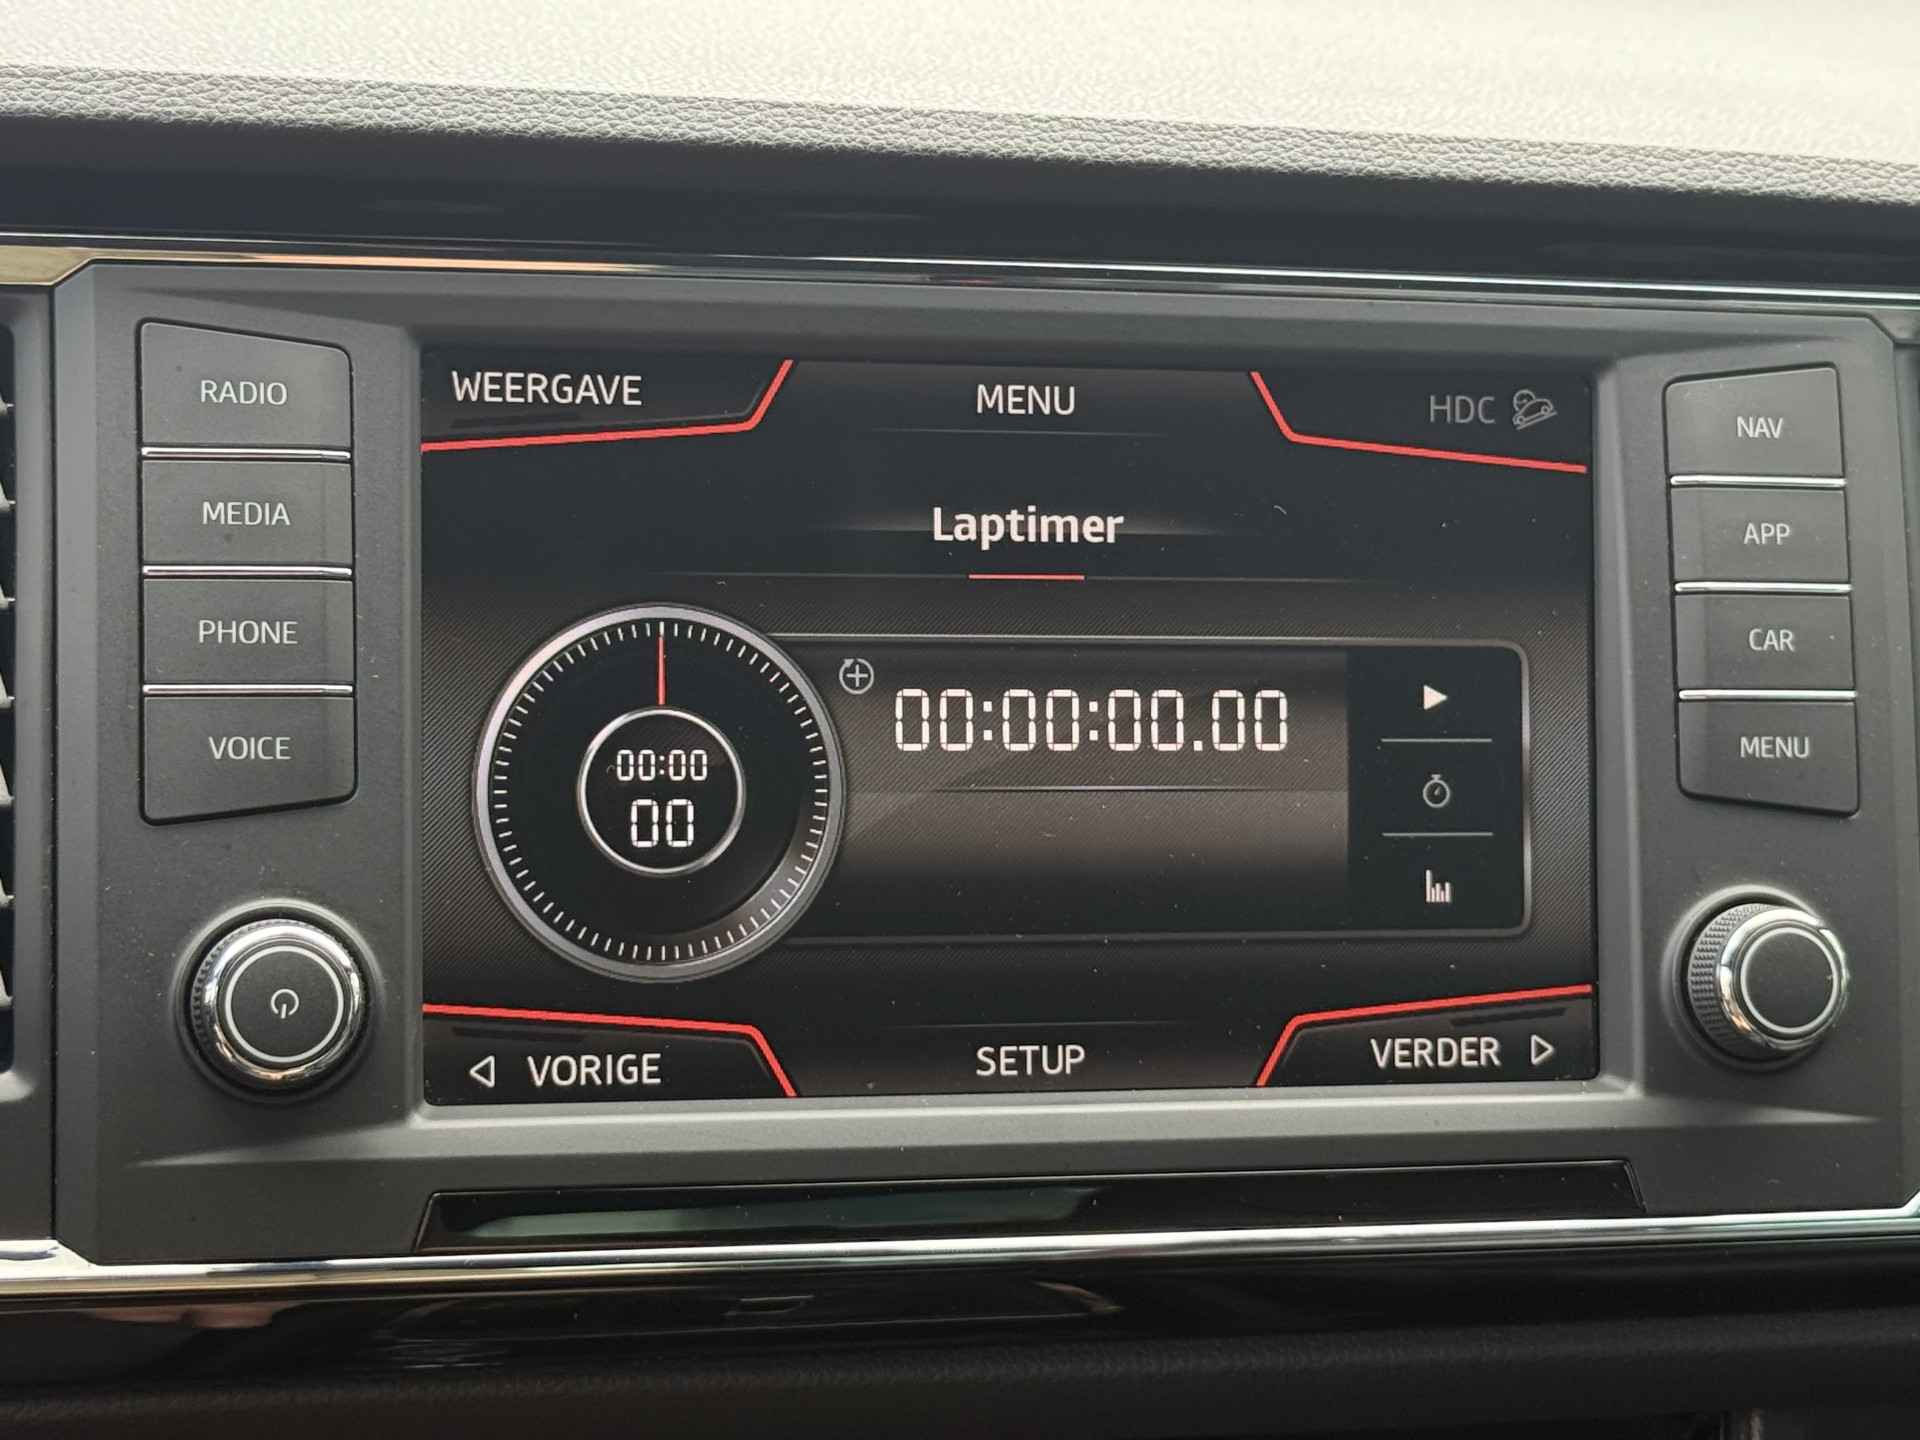 RADIO
MEDIA
PHONE
VOICE
WEERGAVE
MENU
HDC
Laptimer
00:00
00
00:00:00.00
VORIGE
SETUP
VERDER
NAV
APP
CAR
MENU